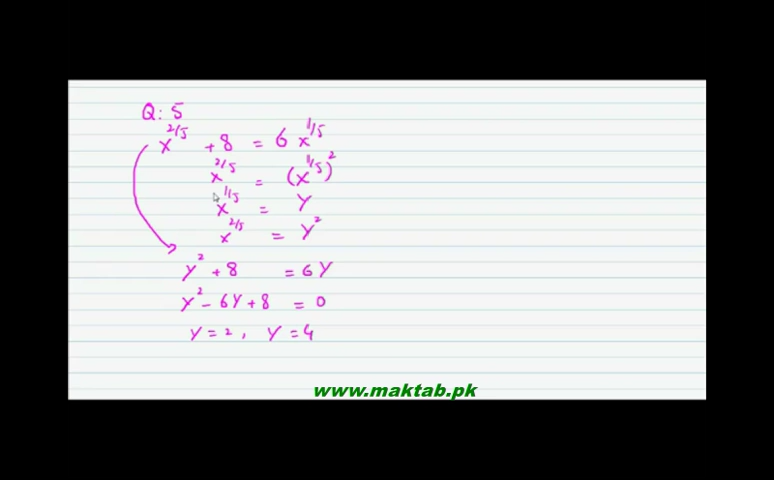 Q: 5
x^{2/5} + 8 = 6 x^{1/5}
x^{2/5} = (x^{1/5})^2
x^{1/5} = Y
x^{2/5} = Y^2
Y^2 + 8 = 6Y
Y^2 - 6Y + 8 = 0
Y = 2, Y = 4
www.maktab.pk